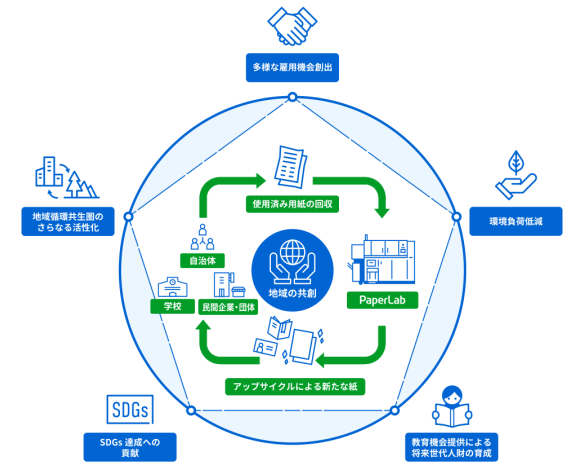 多様な雇用機会創出
地域循環共生圏の
さらなる活性化
環境負荷低減
使用済み用紙の回収
自治体
学校
民間企業・団体
地域の共創
PaperLab
アップサイクルによる新たな紙
SDGs
SDGs 達成への
貢献
教育機会提供による
将来世代人財の育成